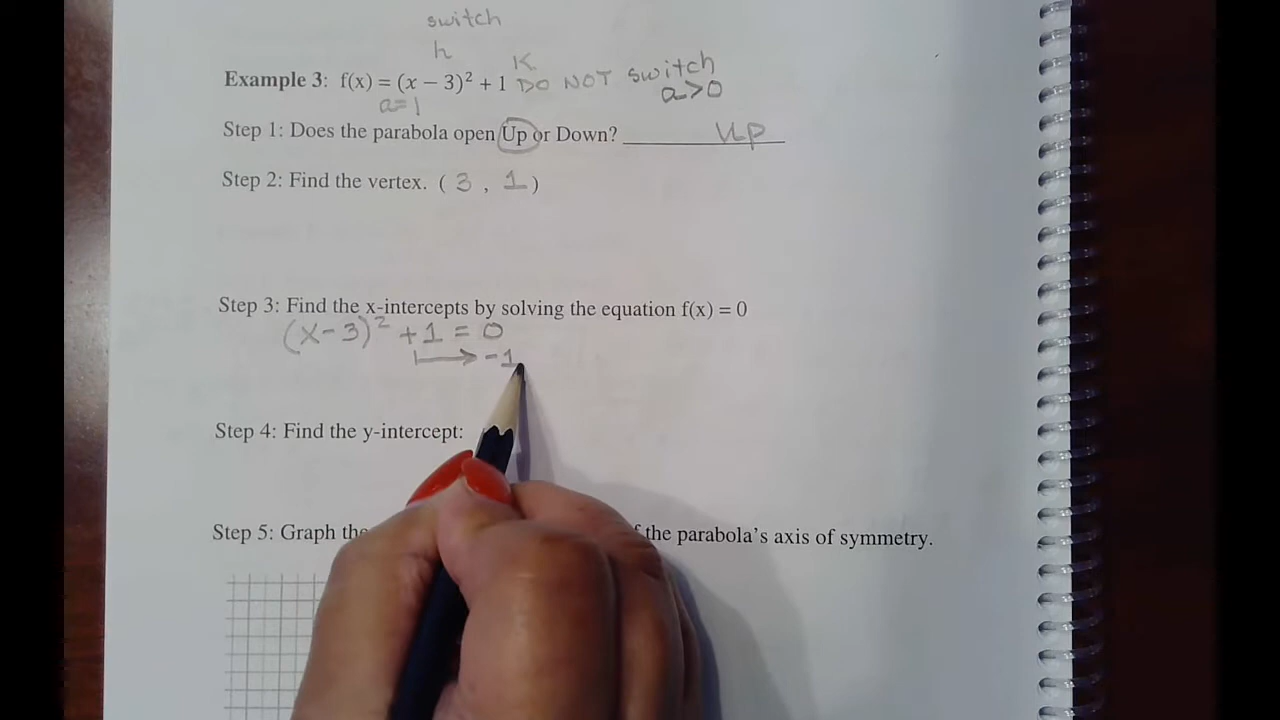 switch
h
K
Example 3: f(x) = (x − 3)² + 1 DO NOT switch
a=1
a>0
Step 1: Does the parabola open Up or Down? Up
Step 2: Find the vertex. ( 3 , 1 )
Step 3: Find the x-intercepts by solving the equation f(x) = 0
(x-3)² +1 = 0
-1
Step 4: Find the y-intercept:
Step 5: Graph the
the parabola's axis of symmetry.